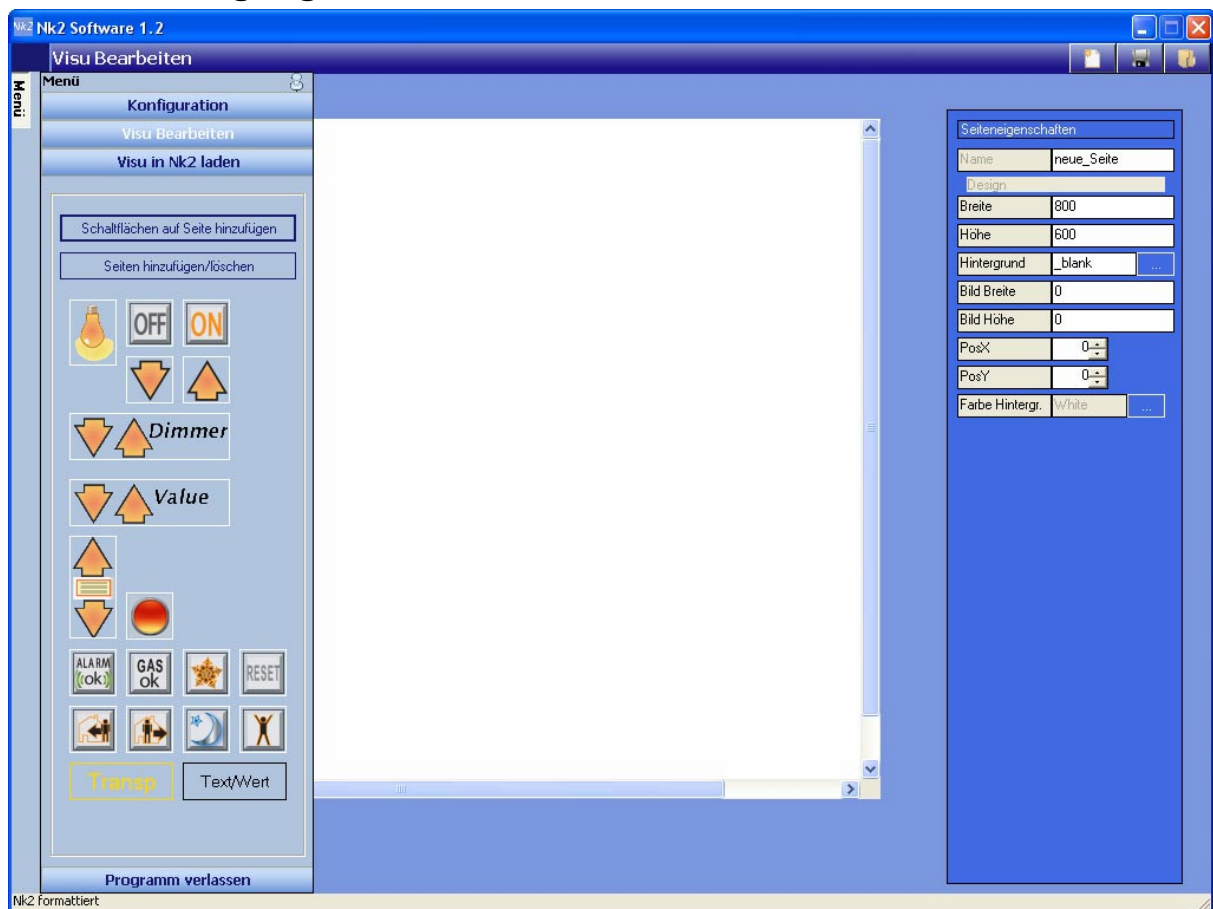 Nk2 Nk2 Software 1.2
Visu Bearbeiten
Menü
Menü
Konfiguration
Visu Bearbeiten
Visu in Nk2 laden
Schaltflächen auf Seite hinzufügen
Seiten hinzufügen/löschen
OFF ON
Dimmer
Value
ALARM ((ok)) GAS ok RESET
Transp Text/Wert
Programm verlassen
Seiteneigenschaften
Name neue_Seite
Design
Breite 800
Höhe 600
Hintergrund _blank ...
Bild Breite 0
Bild Höhe 0
PosX 0
PosY 0
Farbe Hintergr. White ...
Nk2 formattiert